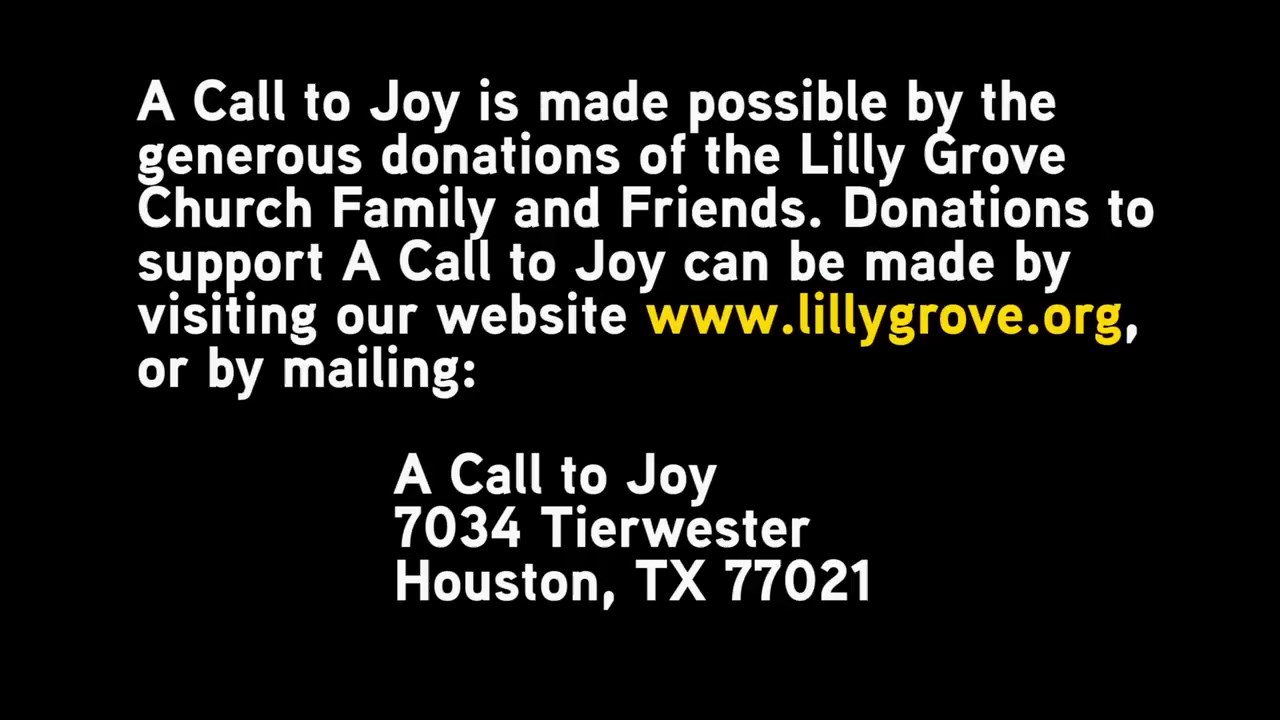 A Call to Joy is made possible by the
generous donations of the Lilly Grove
Church Family and Friends. Donations to
support A Call to Joy can be made by
visiting our website www.lillygrove.org,
or by mailing:
A Call to Joy
7034 Tierwester
Houston, TX 77021